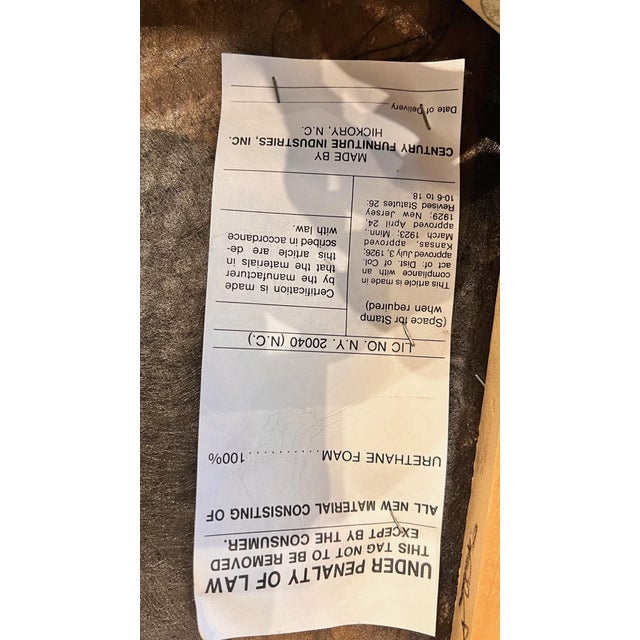 UNDER PENALTY OF LAW
THIS TAG NOT TO BE REMOVED
EXCEPT BY THE CONSUMER.
ALL NEW MATERIAL CONSISTING OF
URETHANE FOAM............100%
LIC NO. N.Y. 20040 (N.C.)
(Space for Stamp
when required)
This article is made in
compliance with an
act of: Dist. of Col.
approved July 3, 1926;
Kansas, approved
March 1923; Minn.,
approved April 24,
1929; New Jersey
Revised Statutes 26:
10-6 to 18.
Certification is made
by the manufacturer
that the materials in
this article are de-
scribed in accordance
with law.
MADE BY
CENTURY FURNITURE INDUSTRIES, INC.
HICKORY, N.C.
Date of Delivery